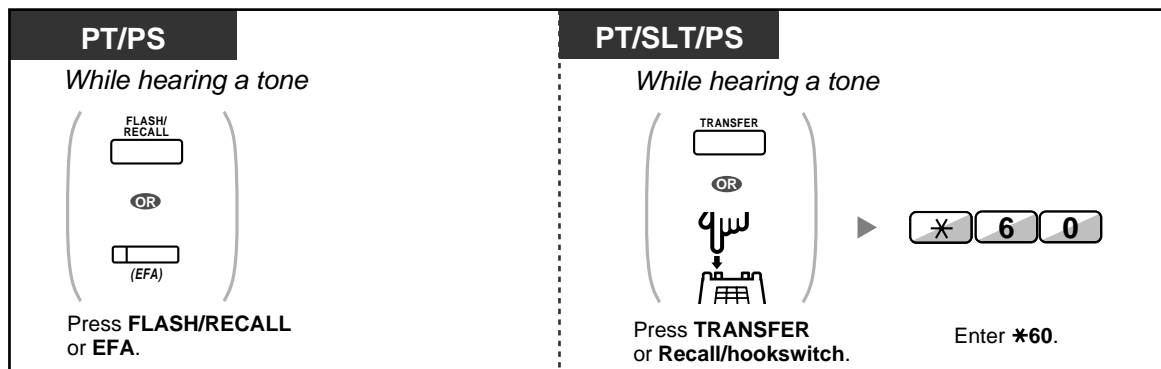 PT/PS
While hearing a tone
FLASH/
RECALL
OR
(EFA)
Press FLASH/RECALL
or EFA.
PT/SLT/PS
While hearing a tone
TRANSFER
OR
Press TRANSFER
or Recall/hookswitch.
* 6 0
Enter *60.